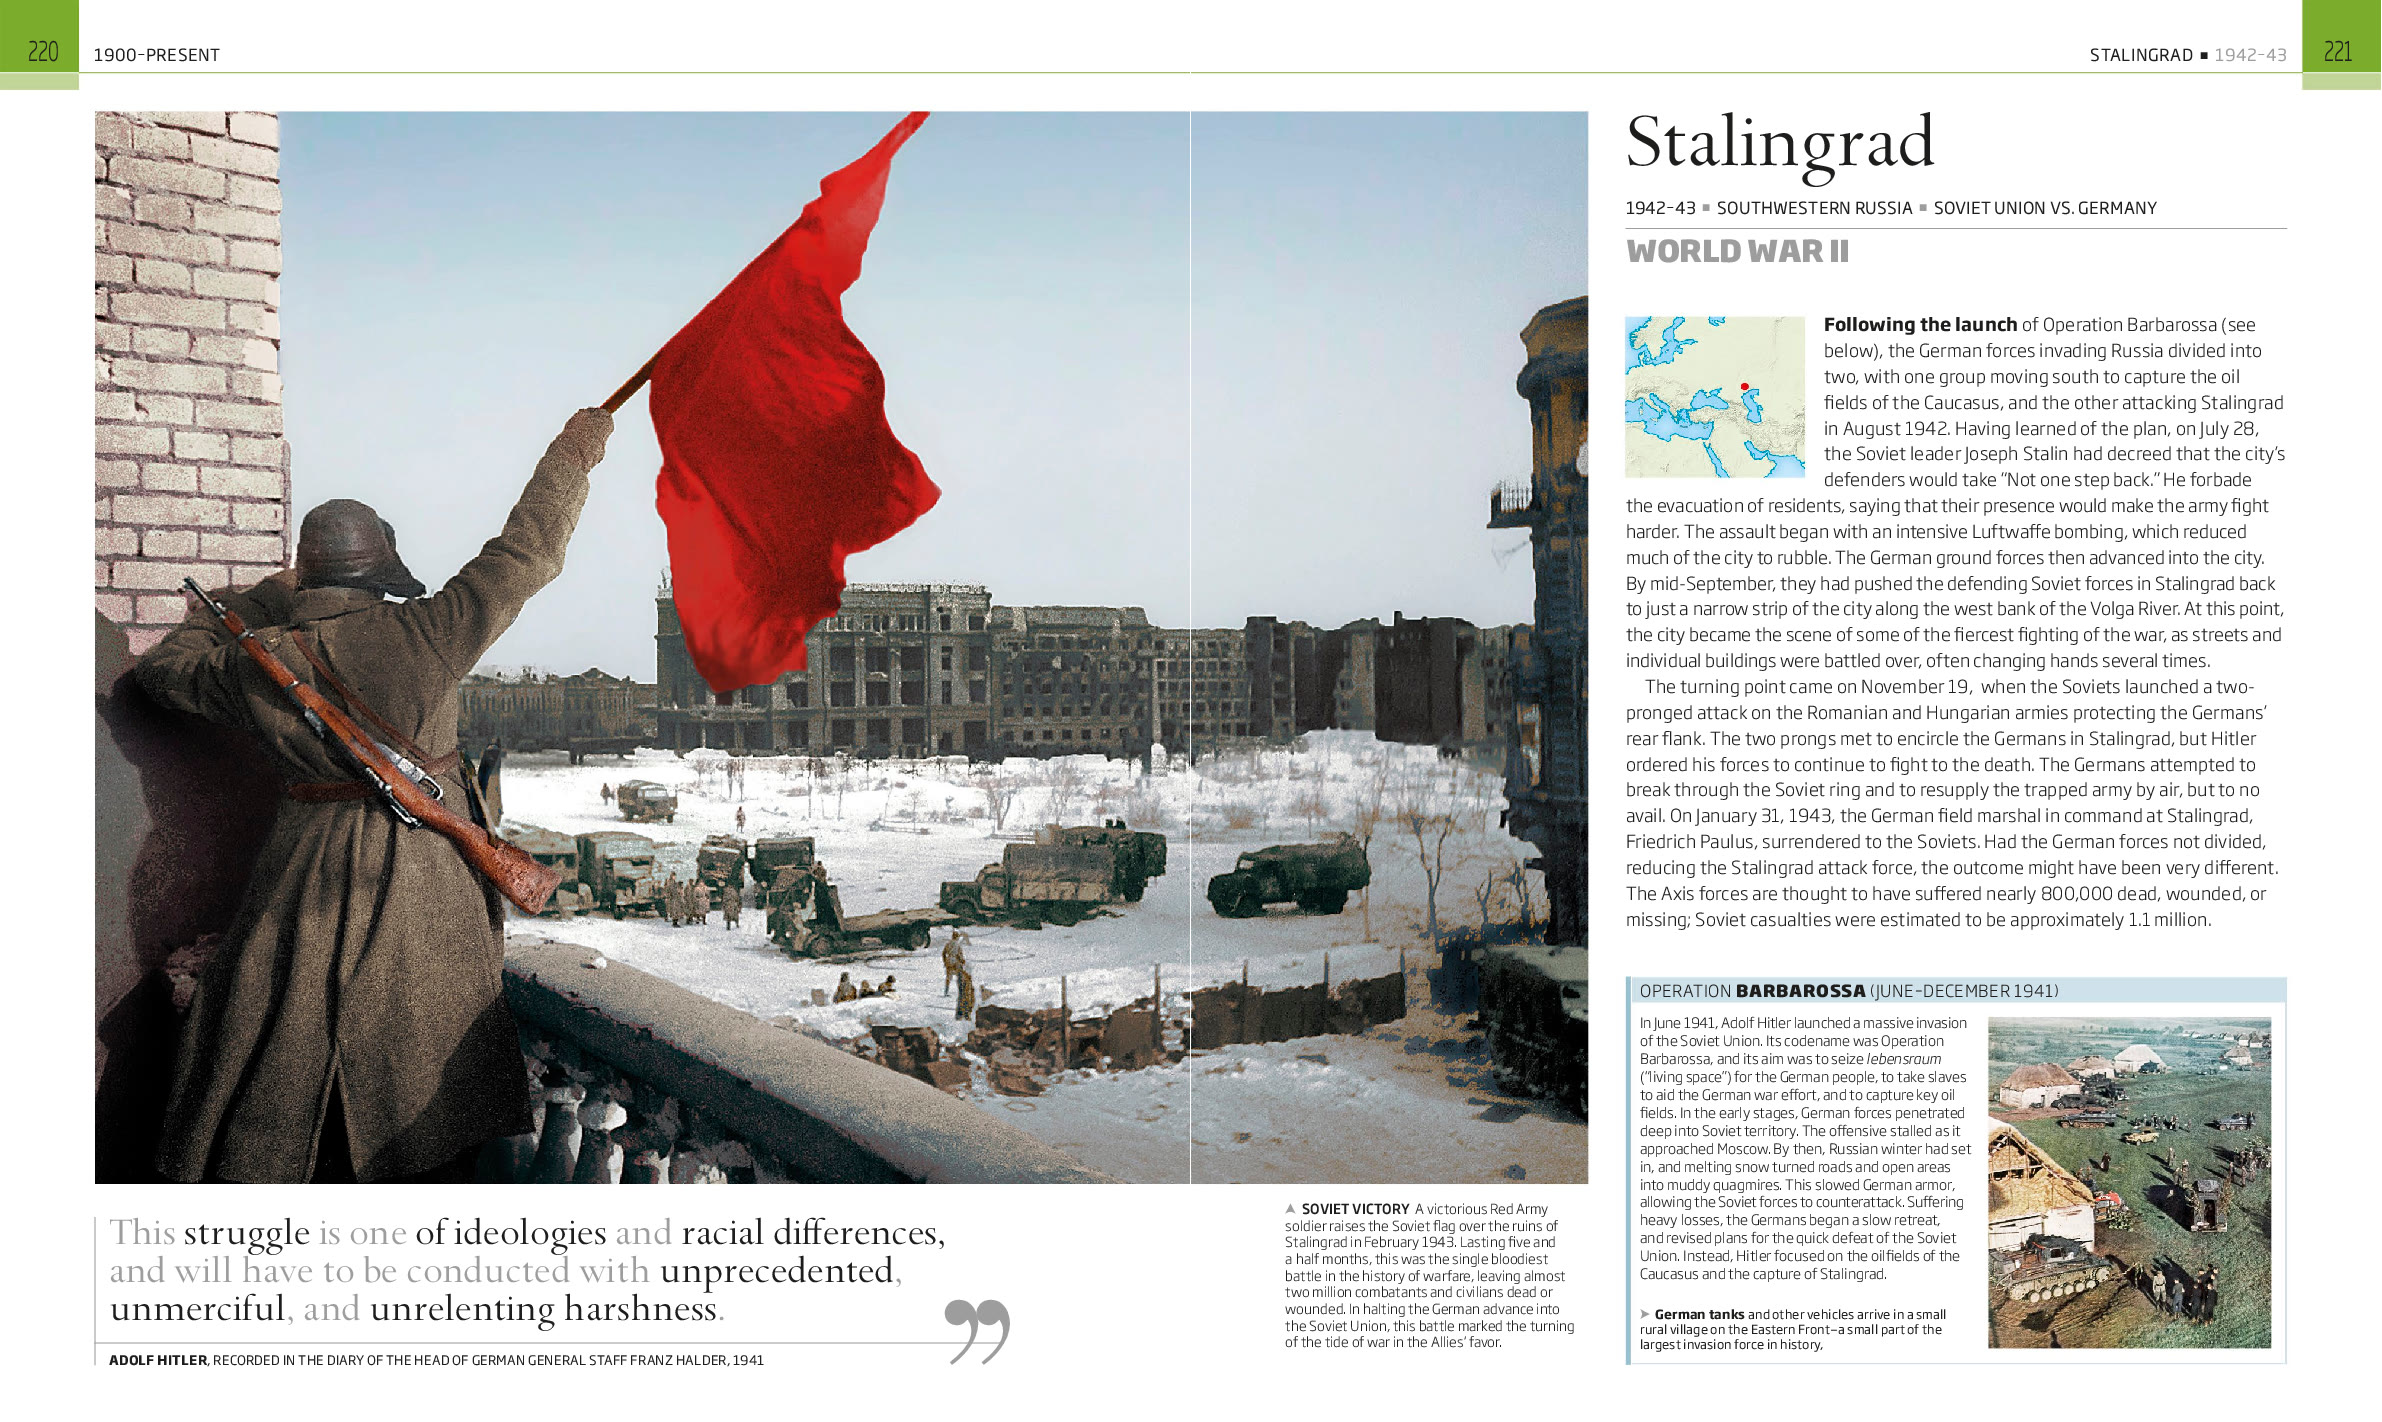 220
1900–PRESENT
STALINGRAD ■ 1942–43
221
Stalingrad
1942–43 ■ SOUTHWESTERN RUSSIA ■ SOVIET UNION VS. GERMANY
WORLD WAR II
Following the launch of Operation Barbarossa (see
below), the German forces invading Russia divided into
two, with one group moving south to capture the oil
fields of the Caucasus, and the other attacking Stalingrad
in August 1942. Having learned of the plan, on July 28,
the Soviet leader Joseph Stalin had decreed that the city’s
defenders would take “Not one step back.” He forbade
the evacuation of residents, saying that their presence would make the army fight
harder. The assault began with an intensive Luftwaffe bombing, which reduced
much of the city to rubble. The German ground forces then advanced into the city.
By mid-September, they had pushed the defending Soviet forces in Stalingrad back
to just a narrow strip of the city along the west bank of the Volga River. At this point,
the city became the scene of some of the fiercest fighting of the war, as streets and
individual buildings were battled over, often changing hands several times.
The turning point came on November 19, when the Soviets launched a two-
pronged attack on the Romanian and Hungarian armies protecting the Germans’
rear flank. The two prongs met to encircle the Germans in Stalingrad, but Hitler
ordered his forces to continue to fight to the death. The Germans attempted to
break through the Soviet ring and to resupply the trapped army by air, but to no
avail. On January 31, 1943, the German field marshal in command at Stalingrad,
Friedrich Paulus, surrendered to the Soviets. Had the German forces not divided,
reducing the Stalingrad attack force, the outcome might have been very different.
The Axis forces are thought to have suffered nearly 800,000 dead, wounded, or
missing; Soviet casualties were estimated to be approximately 1.1 million.
OPERATION BARBAROSSA (JUNE–DECEMBER 1941)
In June 1941, Adolf Hitler launched a massive invasion
of the Soviet Union. Its codename was Operation
Barbarossa, and its aim was to seize lebensraum
(“living space”) for the German people, to take slaves
to aid the German war effort, and to capture key oil
fields. In the early stages, German forces penetrated
deep into Soviet territory. The offensive stalled as it
approached Moscow. By then, Russian winter had set
in, and melting snow turned roads and open areas
into muddy quagmires. This slowed German armor,
allowing the Soviet forces to counterattack. Suffering
heavy losses, the Germans began a slow retreat,
and revised plans for the quick defeat of the Soviet
Union. Instead, Hitler focused on the oilfields of the
Caucasus and the capture of Stalingrad.
➤ German tanks and other vehicles arrive in a small
rural village on the Eastern Front—a small part of the
largest invasion force in history,
This struggle is one of ideologies and racial differences,
and will have to be conducted with unprecedented,
unmerciful, and unrelenting harshness.
”
ADOLF HITLER, RECORDED IN THE DIARY OF THE HEAD OF GERMAN GENERAL STAFF FRANZ HALDER, 1941
SOVIET VICTORY A victorious Red Army
soldier raises the Soviet flag over the ruins of
Stalingrad in February 1943. Lasting five and
a half months, this was the single bloodiest
battle in the history of warfare, leaving almost
two million combatants and civilians dead or
wounded. In halting the German advance into
the Soviet Union, this battle marked the turning
of the tide of war in the Allies’ favor.